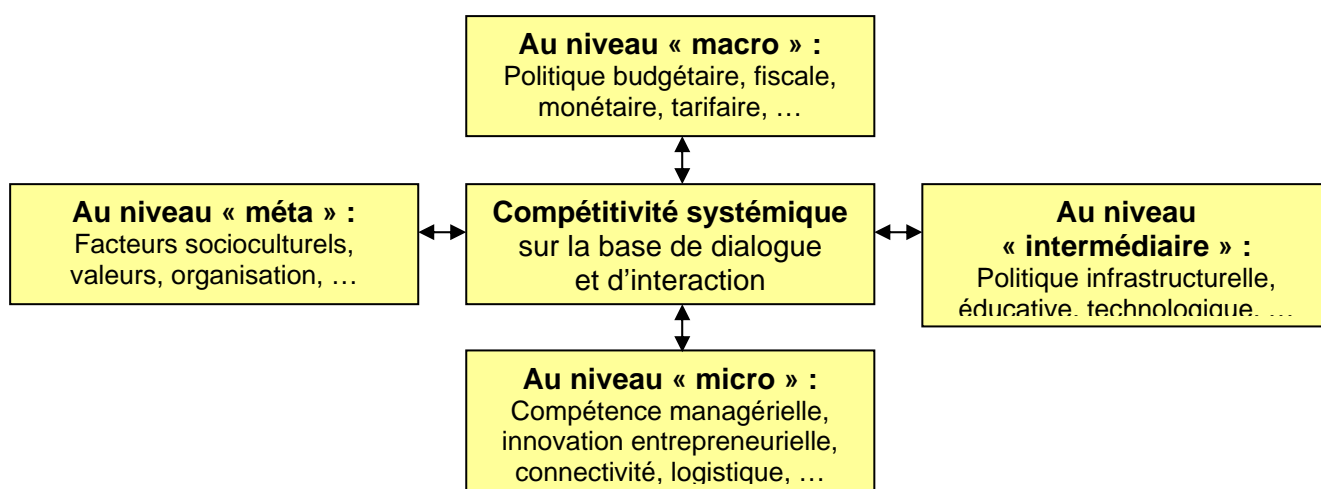 Au niveau « macro » :
Politique budgétaire, fiscale,
monétaire, tarifaire, …
Au niveau « méta » :
Facteurs socioculturels,
valeurs, organisation, …
Compétitivité systémique
sur la base de dialogue
et d’interaction
Au niveau
« intermédiaire » :
Politique infrastructurelle,
éducative, technologique, …
Au niveau « micro » :
Compétence managérielle,
innovation entrepreneurielle,
connectivité, logistique, …